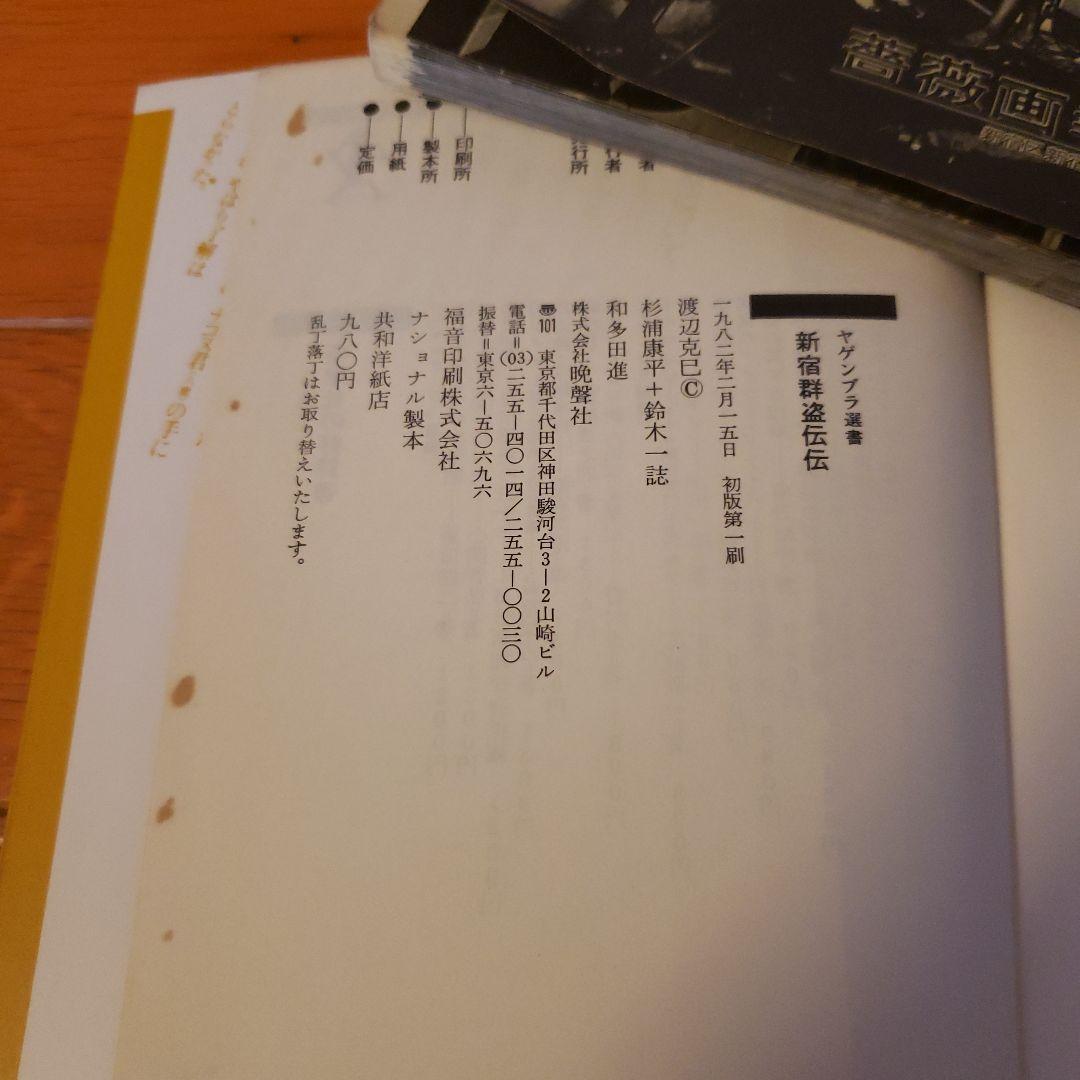 ヤゲンブラ選書
新宿群盗伝伝
一九八二年二月一五日 初版第一刷
渡辺克巳©
杉浦康平+鈴木一誌
和多田進
株式会社晩聲社
〠101 東京都千代田区神田駿河台3—2山崎ビル
電話=(03)二五五—四〇一四/二五五—〇〇三〇
振替=東京六—五〇六九六
福音印刷株式会社
ナショナル製本
共和洋紙店
九八〇円
乱丁落丁はお取り替えいたします。
者
行者
行所
印刷所
●—製本所
●—用紙
●—定価
薔薇画